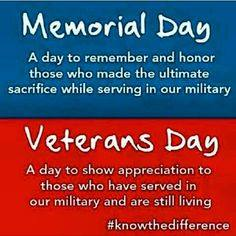 Memorial Day
A day to remember and honor
those who made the ultimate
sacrifice while serving in our military
Veterans Day
A day to show appreciation to
those who have served in
our military and are still living
#knowthedifference